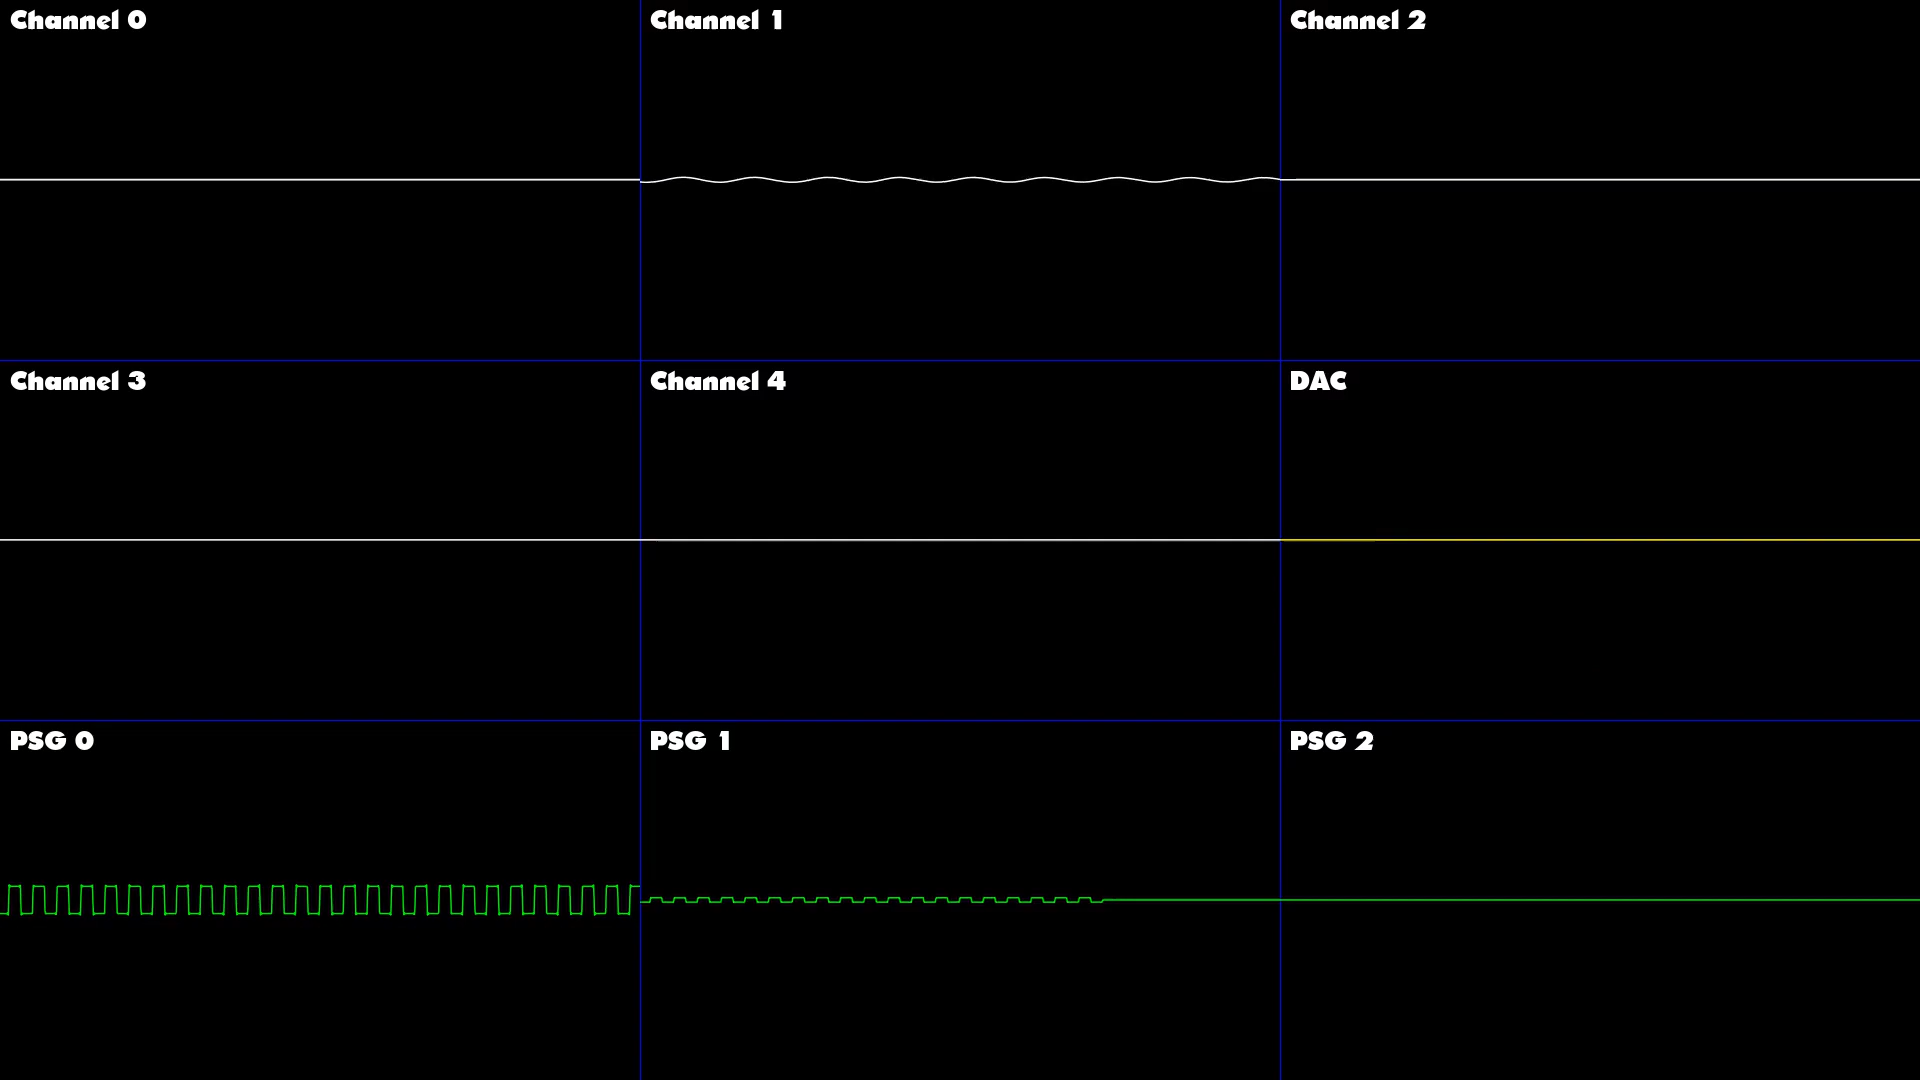 Channel 0
Channel 1
Channel 2
Channel 3
Channel 4
DAC
PSG 0
PSG 1
PSG 2